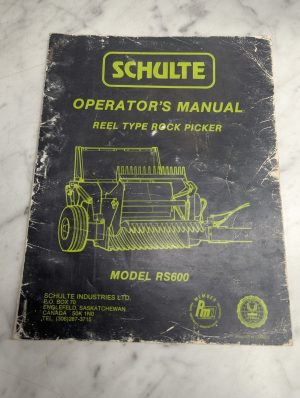 SCHULTE
OPERATOR'S MANUAL
REEL TYPE ROCK PICKER
MODEL RS600
SCHULTE INDUSTRIES LTD.
P.O. BOX 70
ENGLEFELD, SASKATCHEWAN
CANADA S0K 1N0
TEL. (306)287-3715
MEMBER